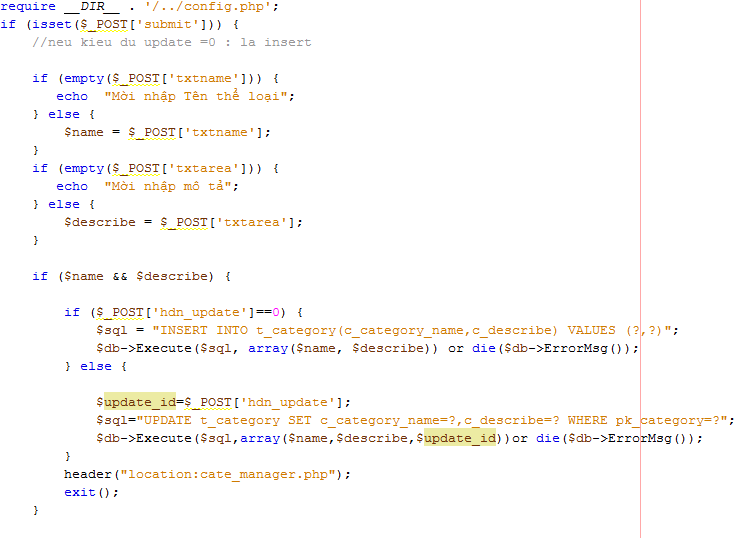 require __DIR__ . '/../config.php';
if (isset($_POST['submit'])) {
    //neu kieu du update =0 : la insert

    if (empty($_POST['txtname'])) {
       echo  "Mời nhập Tên thể loại";
    } else {
        $name = $_POST['txtname'];
    }
    if (empty($_POST['txtarea'])) {
       echo  "Mời nhập mô tả";
    } else {
        $describe = $_POST['txtarea'];
    }

    if ($name && $describe) {

        if ($_POST['hdn_update']==0) {
            $sql = "INSERT INTO t_category(c_category_name,c_describe) VALUES (?,?)";
            $db->Execute($sql, array($name, $describe)) or die($db->ErrorMsg());
        } else {

            $update_id=$_POST['hdn_update'];
            $sql="UPDATE t_category SET c_category_name=?,c_describe=? WHERE pk_category=?";
            $db->Execute($sql,array($name,$describe,$update_id))or die($db->ErrorMsg());
        }
        header("location:cate_manager.php");
        exit();
    }